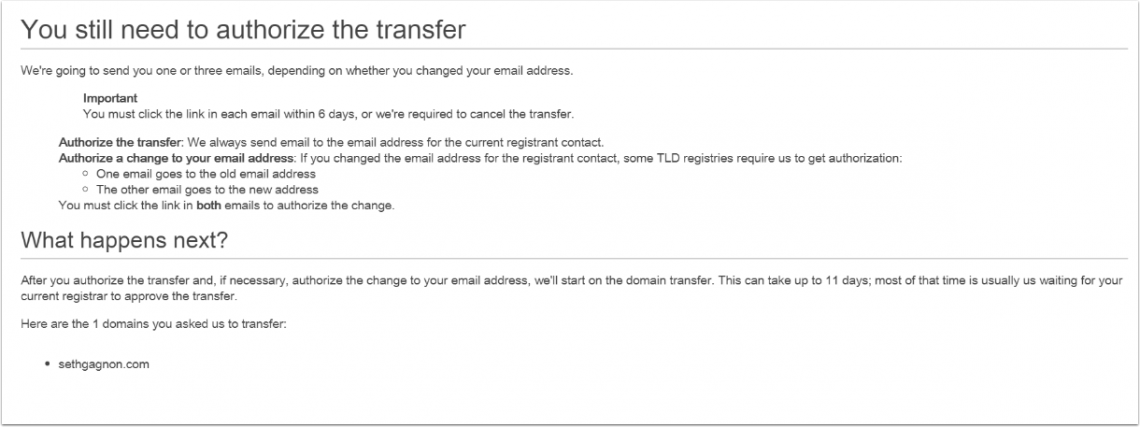 You still need to authorize the transfer
We're going to send you one or three emails, depending on whether you changed your email address.
Important
You must click the link in each email within 6 days, or we're required to cancel the transfer.
Authorize the transfer: We always send email to the email address for the current registrant contact.
Authorize a change to your email address: If you changed the email address for the registrant contact, some TLD registries require us to get authorization:
○ One email goes to the old email address
○ The other email goes to the new address
You must click the link in both emails to authorize the change.
What happens next?
After you authorize the transfer and, if necessary, authorize the change to your email address, we'll start on the domain transfer. This can take up to 11 days; most of that time is usually us waiting for your
current registrar to approve the transfer.
Here are the 1 domains you asked us to transfer:
• sethgagnon.com